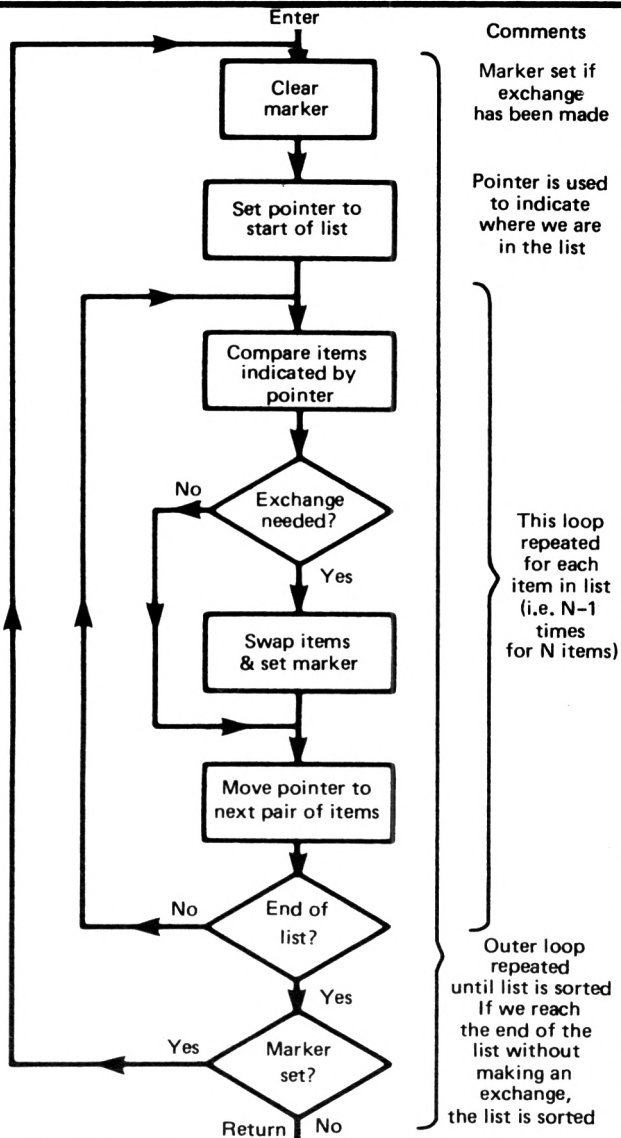 Enter
Comments
Clear
marker
Marker set if
exchange
has been made
Set pointer to
start of list
Pointer is used
to indicate
where we are
in the list
Compare items
indicated by
pointer
Exchange
needed?
No
Yes
This loop
repeated
for each
item in list
(i.e. N–1
times
for N items)
Swap items
& set marker
Move pointer to
next pair of items
End of
list?
No
Yes
Outer loop
repeated
until list is sorted
If we reach
the end of the
list without
making an
exchange,
the list is sorted
Marker
set?
Yes
Return
No